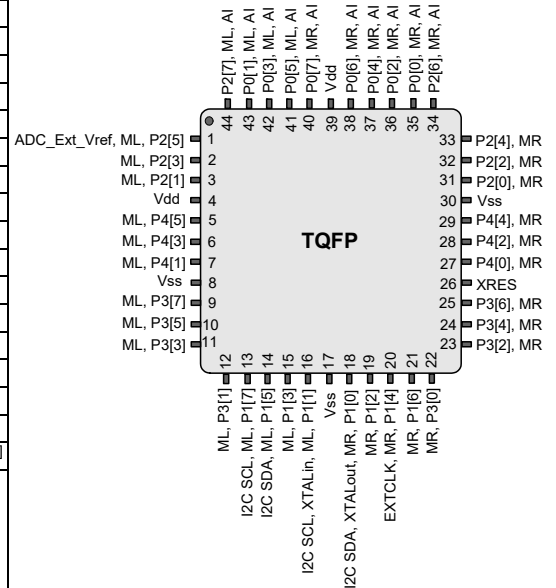 P2[7], ML, AI
P0[1], ML, AI
P0[3], ML, AI
P0[5], ML, AI
P0[7], MR, AI
Vdd
P0[6], MR, AI
P0[4], MR, AI
P0[2], MR, AI
P0[0], MR, AI
P2[6], MR, AI
44
43
42
41
40
39
38
37
36
35
34
ADC_Ext_Vref, ML, P2[5] 1
ML, P2[3] 2
ML, P2[1] 3
Vdd 4
ML, P4[5] 5
ML, P4[3] 6
ML, P4[1] 7
Vss 8
ML, P3[7] 9
ML, P3[5] 10
ML, P3[3] 11
TQFP
33 P2[4], MR
32 P2[2], MR
31 P2[0], MR
30 Vss
29 P4[4], MR
28 P4[2], MR
27 P4[0], MR
26 XRES
25 P3[6], MR
24 P3[4], MR
23 P3[2], MR
12
13
14
15
16
17
18
19
20
21
22
ML, P3[1]
I2C SCL, ML, P1[7]
I2C SDA, ML, P1[5]
ML, P1[3]
I2C SCL, XTALin, ML, P1[1]
Vss
I2C SDA, XTALout, MR, P1[0]
MR, P1[2]
EXTCLK, MR, P1[4]
MR, P1[6]
MR, P3[0]
]